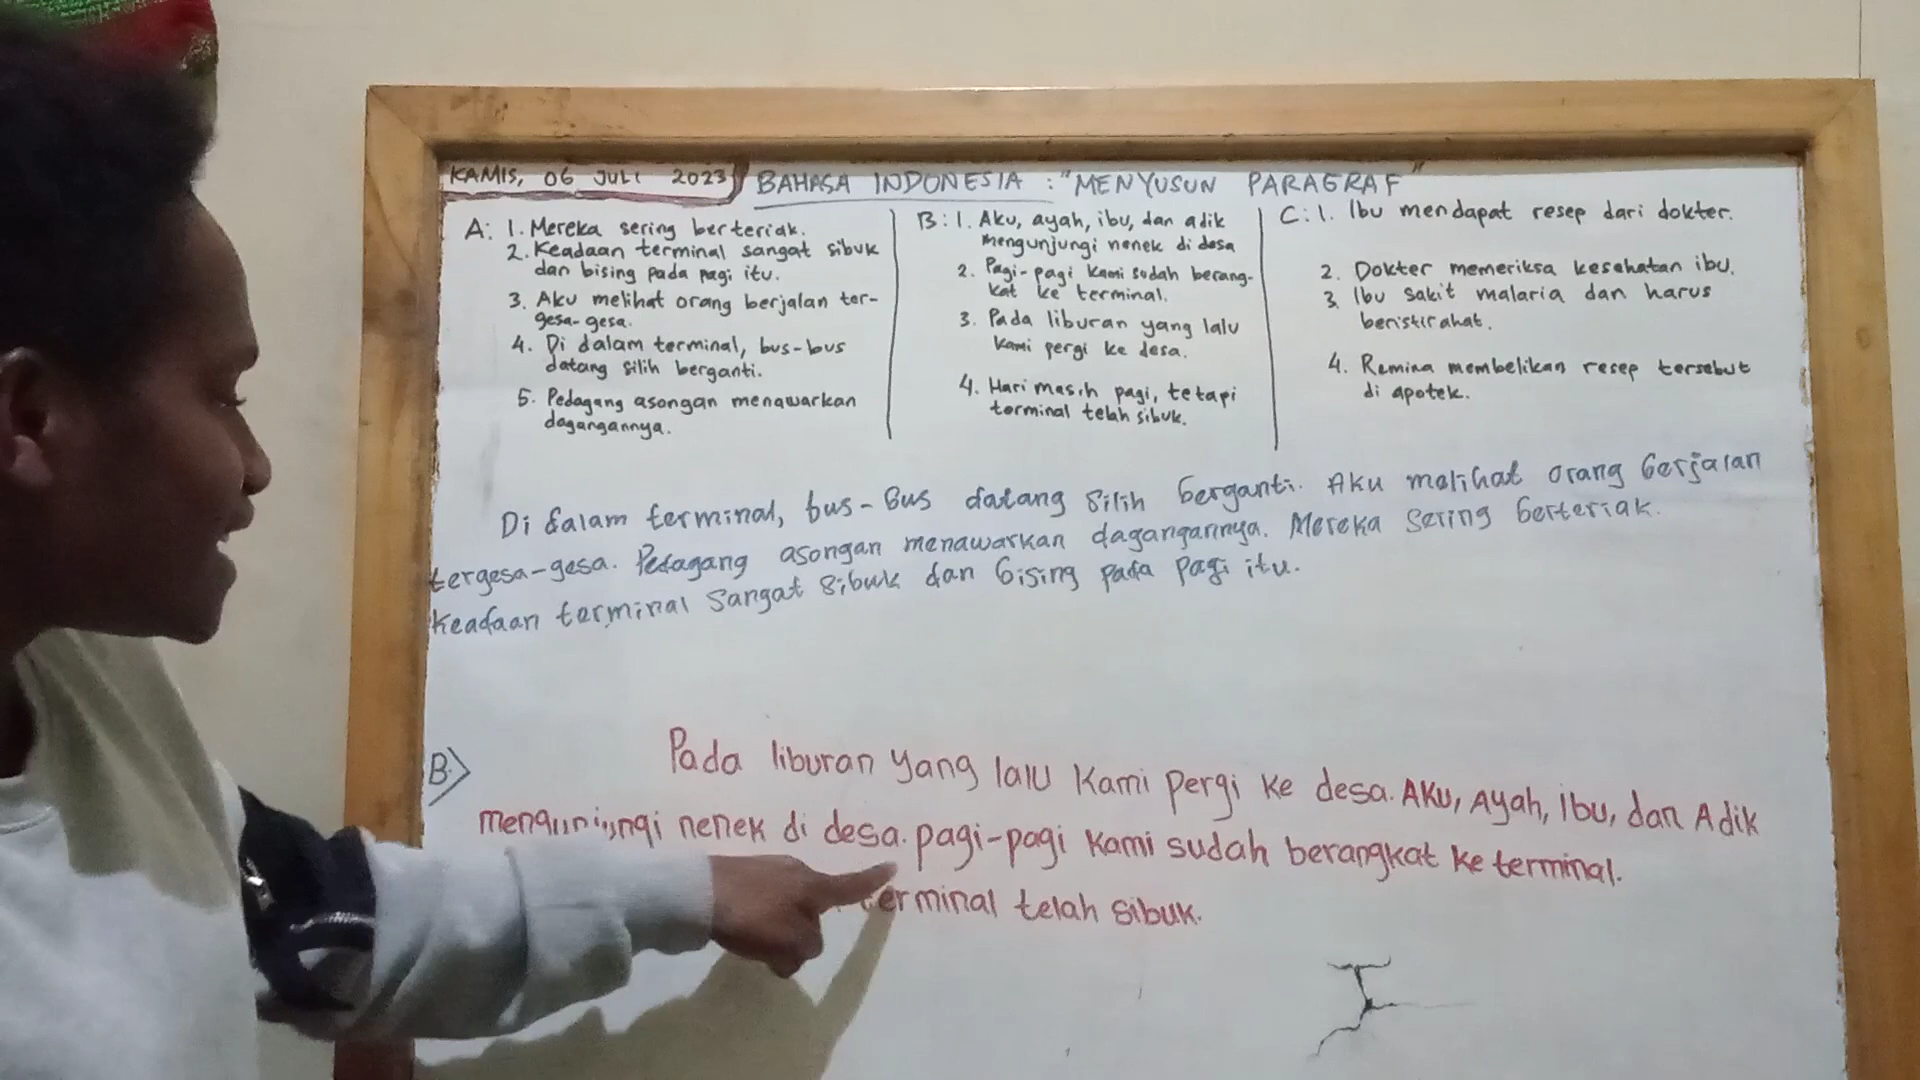 KAMIS, 06 JULI 2023 BAHASA INDONESIA : "MENYUSUN PARAGRAF"
A: 1. Mereka sering berteriak.
2. Keadaan terminal sangat sibuk
dan bising pada pagi itu.
3. Aku melihat orang berjalan ter-
gesa-gesa.
4. Di dalam terminal, bus-bus
datang silih berganti.
5. Pedagang asongan menawarkan
dagangannya.
B: 1. Aku, ayah, ibu, dan adik
mengunjungi nenek di desa
2. Pagi-pagi kami sudah berang-
kat ke terminal.
3. Pada liburan yang lalu
kami pergi ke desa.
4. Hari masih pagi, tetapi
terminal telah sibuk.
C: 1. Ibu mendapat resep dari dokter.
2. Dokter memeriksa kesehatan ibu.
3. Ibu sakit malaria dan harus
beristirahat.
4. Remina membelikan resep tersebut
di apotek.
Di dalam terminal, bus-Bus datang silih berganti. Aku melihat orang berjalan
tergesa-gesa. Pedagang asongan menawarkan dagangannya. Mereka sering berteriak.
Keadaan terminal sangat sibuk dan bising pada pagi itu.
B.> Pada liburan yang lalu kami pergi ke desa. AKU, Ayah, ibu, dan Adik
mengunjungi nenek di desa. pagi-pagi kami sudah berangkat ke terminal.
terminal telah sibuk.